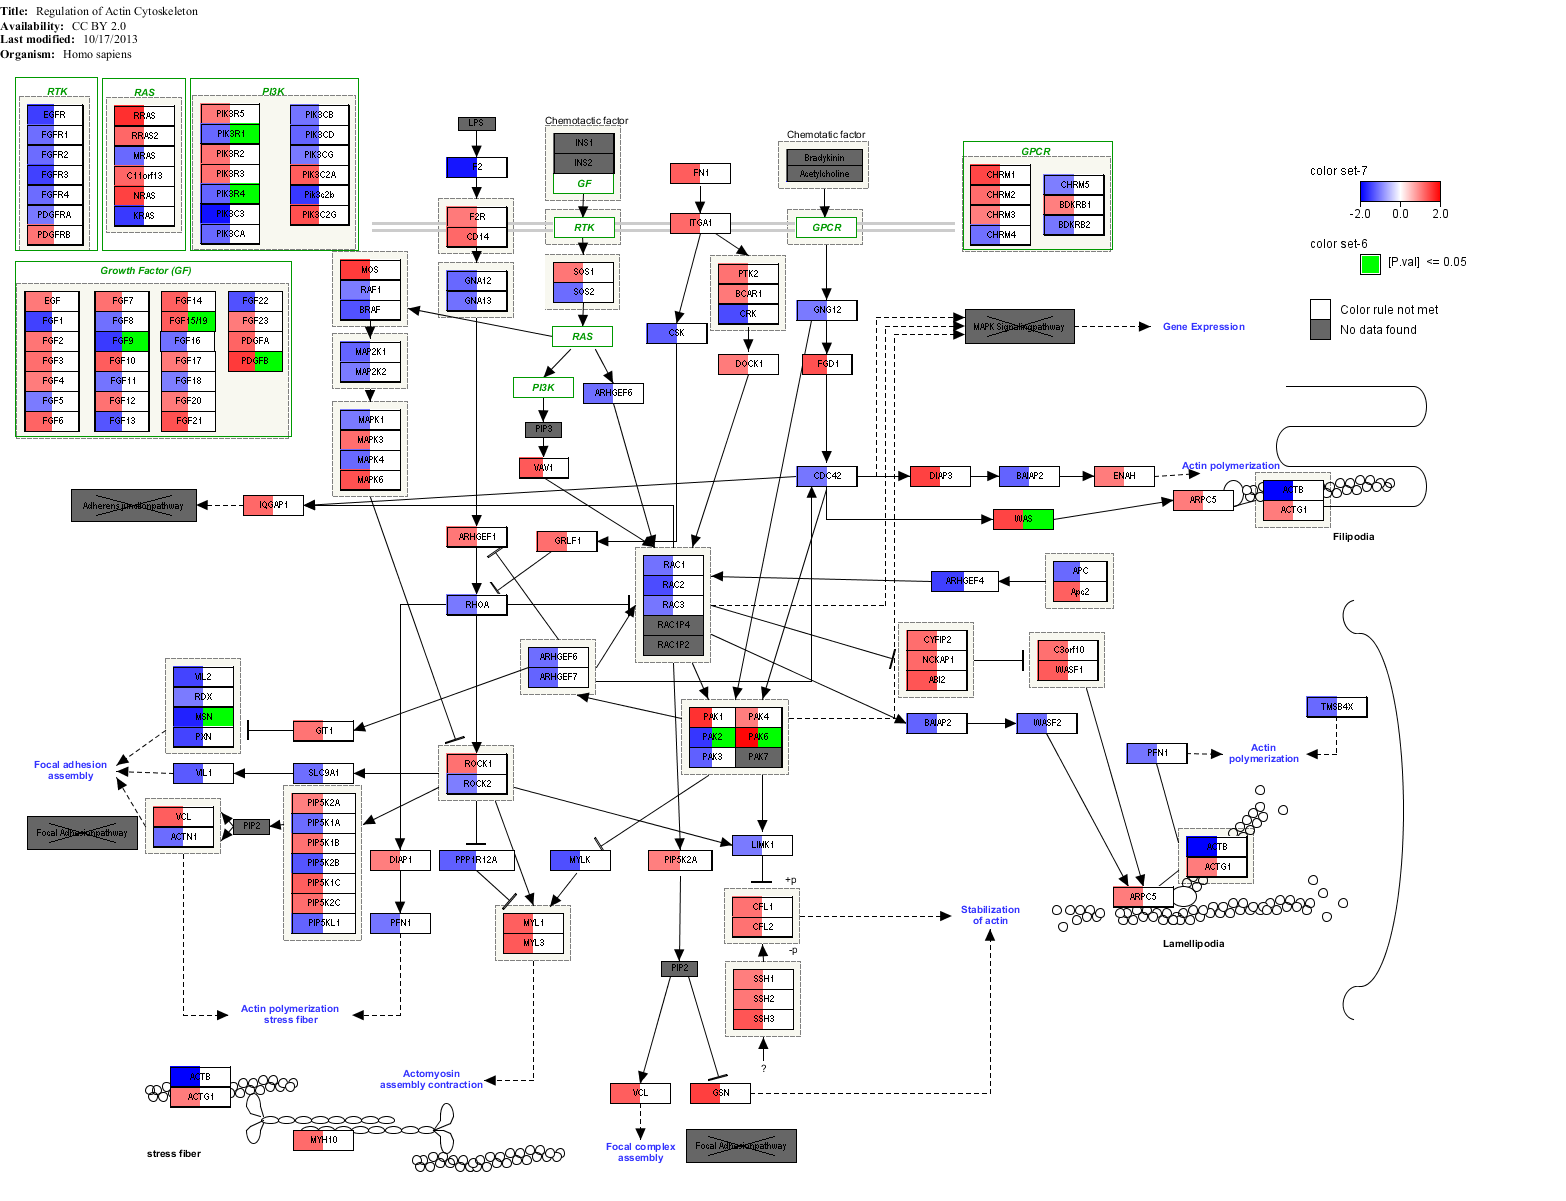 Title: Regulation of Actin Cytoskeleton
Availability: CC BY 2.0
Last modified: 10/17/2013
Organism: Homo sapiens
RTK
EGFR
FGFR1
FGFR2
FGFR3
FGFR4
PDGFRA
PDGFRB
RAS
RRAS
RRAS2
MRAS
C11orf13
NRAS
KRAS
PI3K
PIK3R5
PIK3R1
PIK3R2
PIK3R3
PIK3R4
PIK3C3
PIK3CA
PIK3CB
PIK3CD
PIK3CG
PIK3C2A
Pik3c2b
PIK3C2G
Growth Factor (GF)
EGF
FGF1
FGF2
FGF3
FGF4
FGF5
FGF6
FGF7
FGF8
FGF9
FGF10
FGF11
FGF12
FGF13
FGF14
FGF15/19
FGF16
FGF17
FGF18
FGF20
FGF21
FGF22
FGF23
PDGFA
PDGFB
LPS
F2
F2R
CD14
GNA12
GNA13
Chemotactic factor
INS1
INS2
GF
RTK
SOS1
SOS2
RAS
PI3K
ARHGEF6
PIP3
VAV1
FN1
ITGA1
PTK2
BCAR1
CRK
CSK
DOCK1
Chemotatic factor
Bradykinin
Acetylcholine
GPCR
GNG12
FGD1
CDC42
GPCR
CHRM1
CHRM2
CHRM3
CHRM4
CHRM5
BDKRB1
BDKRB2
color set-7
-2.0 0.0 2.0
color set-6
[P.val] <= 0.05
Color rule not met
No data found
MOS
RAF1
BRAF
MAP2K1
MAP2K2
MAPK1
MAPK3
MAPK4
MAPK6
MAPK Signalingpathway
Gene Expression
DIAP3
BAIAP2
ENAH
Actin polymerization
WAS
ARPC5
ACTB
ACTG1
Filipodia
Adherens junctionpathway
IQGAP1
ARHGEF1
GRLF1
RHOA
RAC1
RAC2
RAC3
RAC1P4
RAC1P2
ARHGEF4
APC
Apc2
CYFIP2
NCKAP1
ABI2
C3orf10
WASF1
ARHGEF6
ARHGEF7
VIL2
RDX
MSN
PXN
GIT1
PAK1
PAK2
PAK3
PAK4
PAK6
PAK7
BAIAP2
WASF2
TMSB4X
PFN1
Actin
polymerization
Focal adhesion
assembly
VIL1
SLC9A1
ROCK1
ROCK2
Focal Adhesionpathway
VCL
ACTN1
PIP2
PIP5K2A
PIP5K1A
PIP5K1B
PIP5K2B
PIP5K1C
PIP5K2C
PIP5KL1
DIAP1
PFN1
PPP1R12A
MYLK
MYL1
MYL3
PIP5K2A
LIMK1
+p
CFL1
CFL2
-p
SSH1
SSH2
SSH3
?
Stabilization
of actin
ACTB
ACTG1
ARPC5
Lamellipodia
PIP2
Actin polymerization
stress fiber
Actomyosin
assembly contraction
VCL
GSN
Focal complex
assembly
Focal Adhesionpathway
ACTB
ACTG1
MYH10
stress fiber